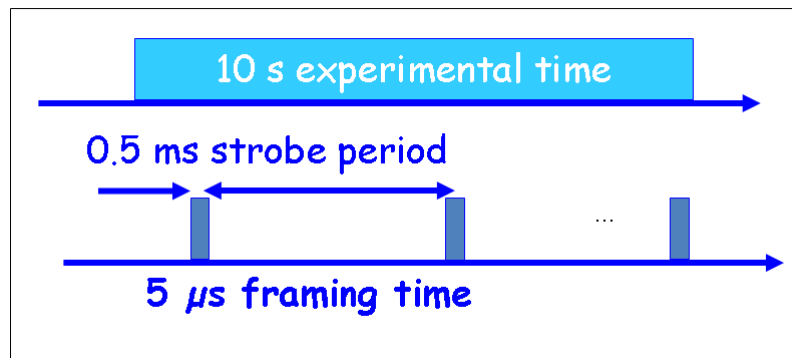 10 s experimental time
0.5 ms strobe period
...
5 µs framing time